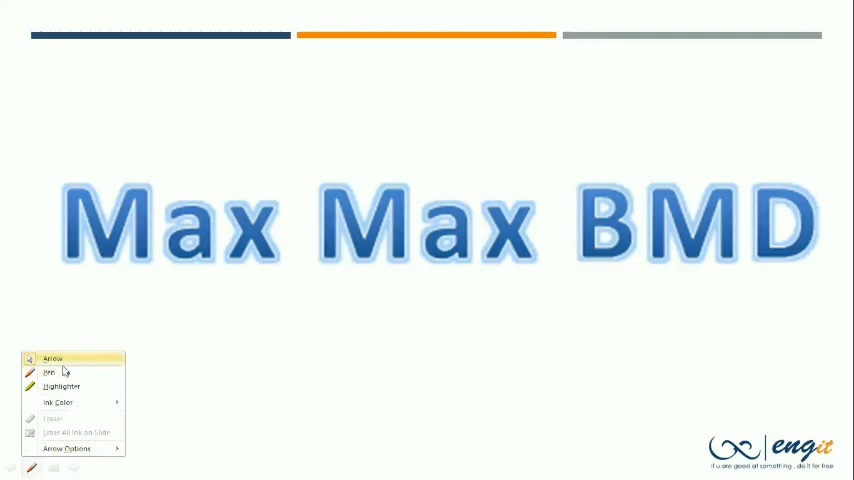 Max Max BMD
Arrow
Pen
Highlighter
Ink Color
Eraser
Erase All Ink on Slide
Arrow Options
engit
if u are good at something , do it for free